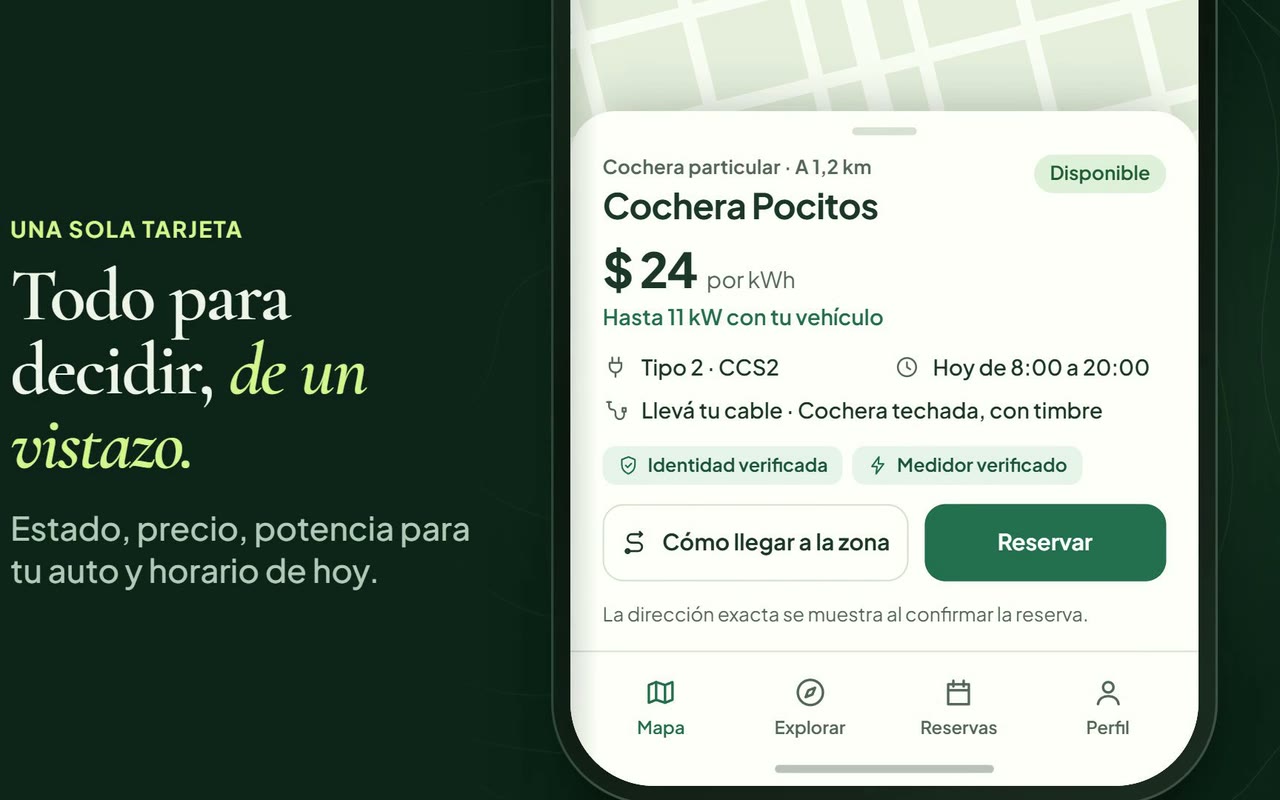 UNA SOLA TARJETA
Todo para
decidir, de un
vistazo.
Estado, precio, potencia para
tu auto y horario de hoy.
Cochera particular · A 1,2 km
Disponible
Cochera Pocitos
$ 24 por kWh
Hasta 11 kW con tu vehículo
Tipo 2 · CCS2
Hoy de 8:00 a 20:00
Llevá tu cable · Cochera techada, con timbre
Identidad verificada
Medidor verificado
Cómo llegar a la zona
Reservar
La dirección exacta se muestra al confirmar la reserva.
Mapa
Explorar
Reservas
Perfil